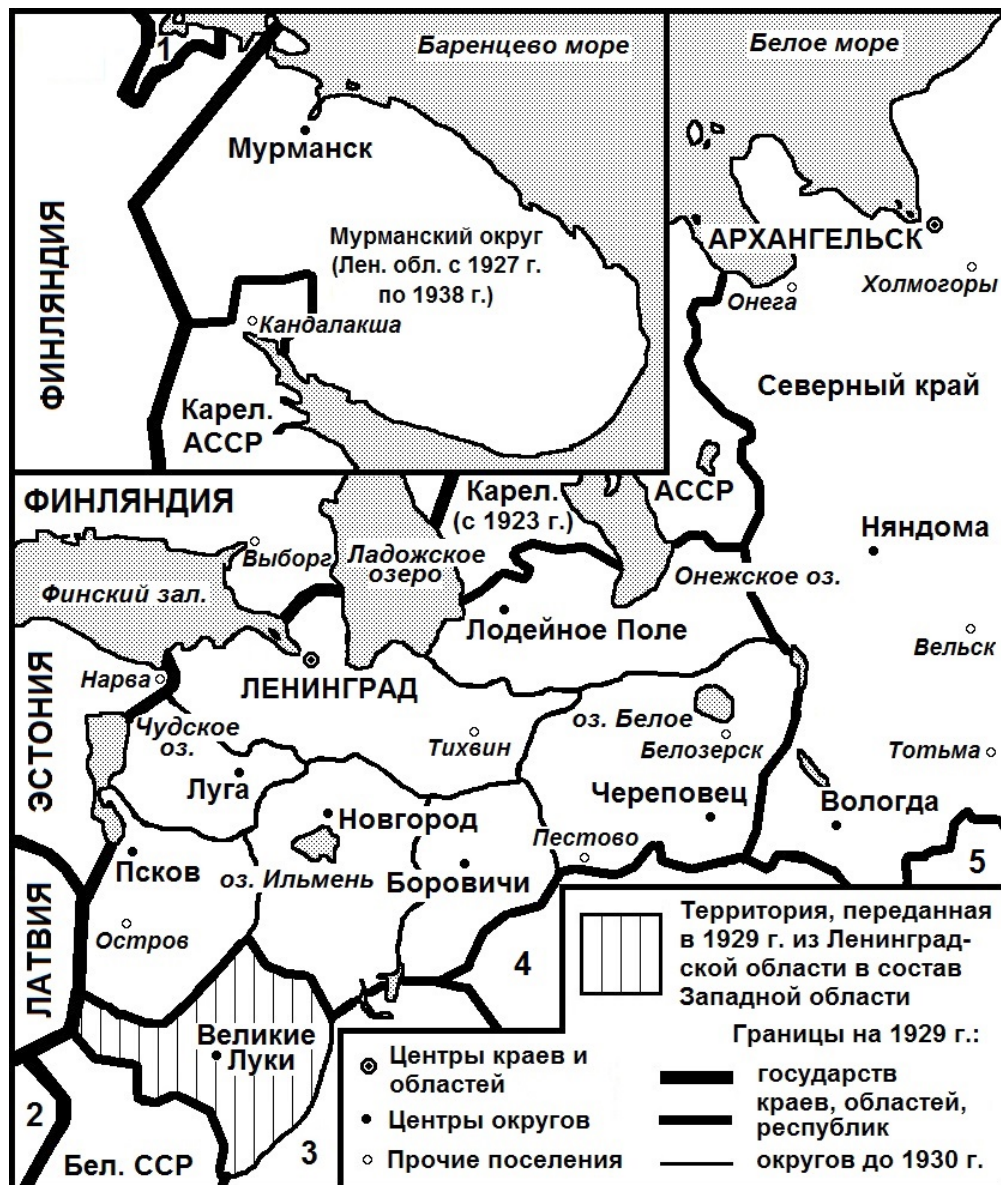 1
Баренцево море
Мурманск
Мурманский округ
(Лен. обл. с 1927 г.
по 1938 г.)
Кандалакша
ФИНЛЯНДИЯ
Карел.
АССР
Белое море
АРХАНГЕЛЬСК
Онега
Холмогоры
Северный край
ФИНЛЯНДИЯ
Выборг
Ладожское
озеро
Карел.
(с 1923 г.)
АССР
Няндома
Финский зал.
Онежское оз.
Лодейное Поле
Вельск
Нарва
ЛЕНИНГРАД
ЭСТОНИЯ
Чудское
оз.
Тихвин
оз. Белое
Белозерск
Тотьма
Луга
Череповец
Вологда
Новгород
Пестово
5
Псков
оз. Ильмень
Боровичи
ЛАТВИЯ
Остров
4
Великие
Луки
2
3
Бел. ССР
Территория, переданная
в 1929 г. из Ленинград-
ской области в состав
Западной области
Границы на 1929 г.:
Центры краев и
областей
государств
Центры округов
краев, областей,
республик
Прочие поселения
округов до 1930 г.